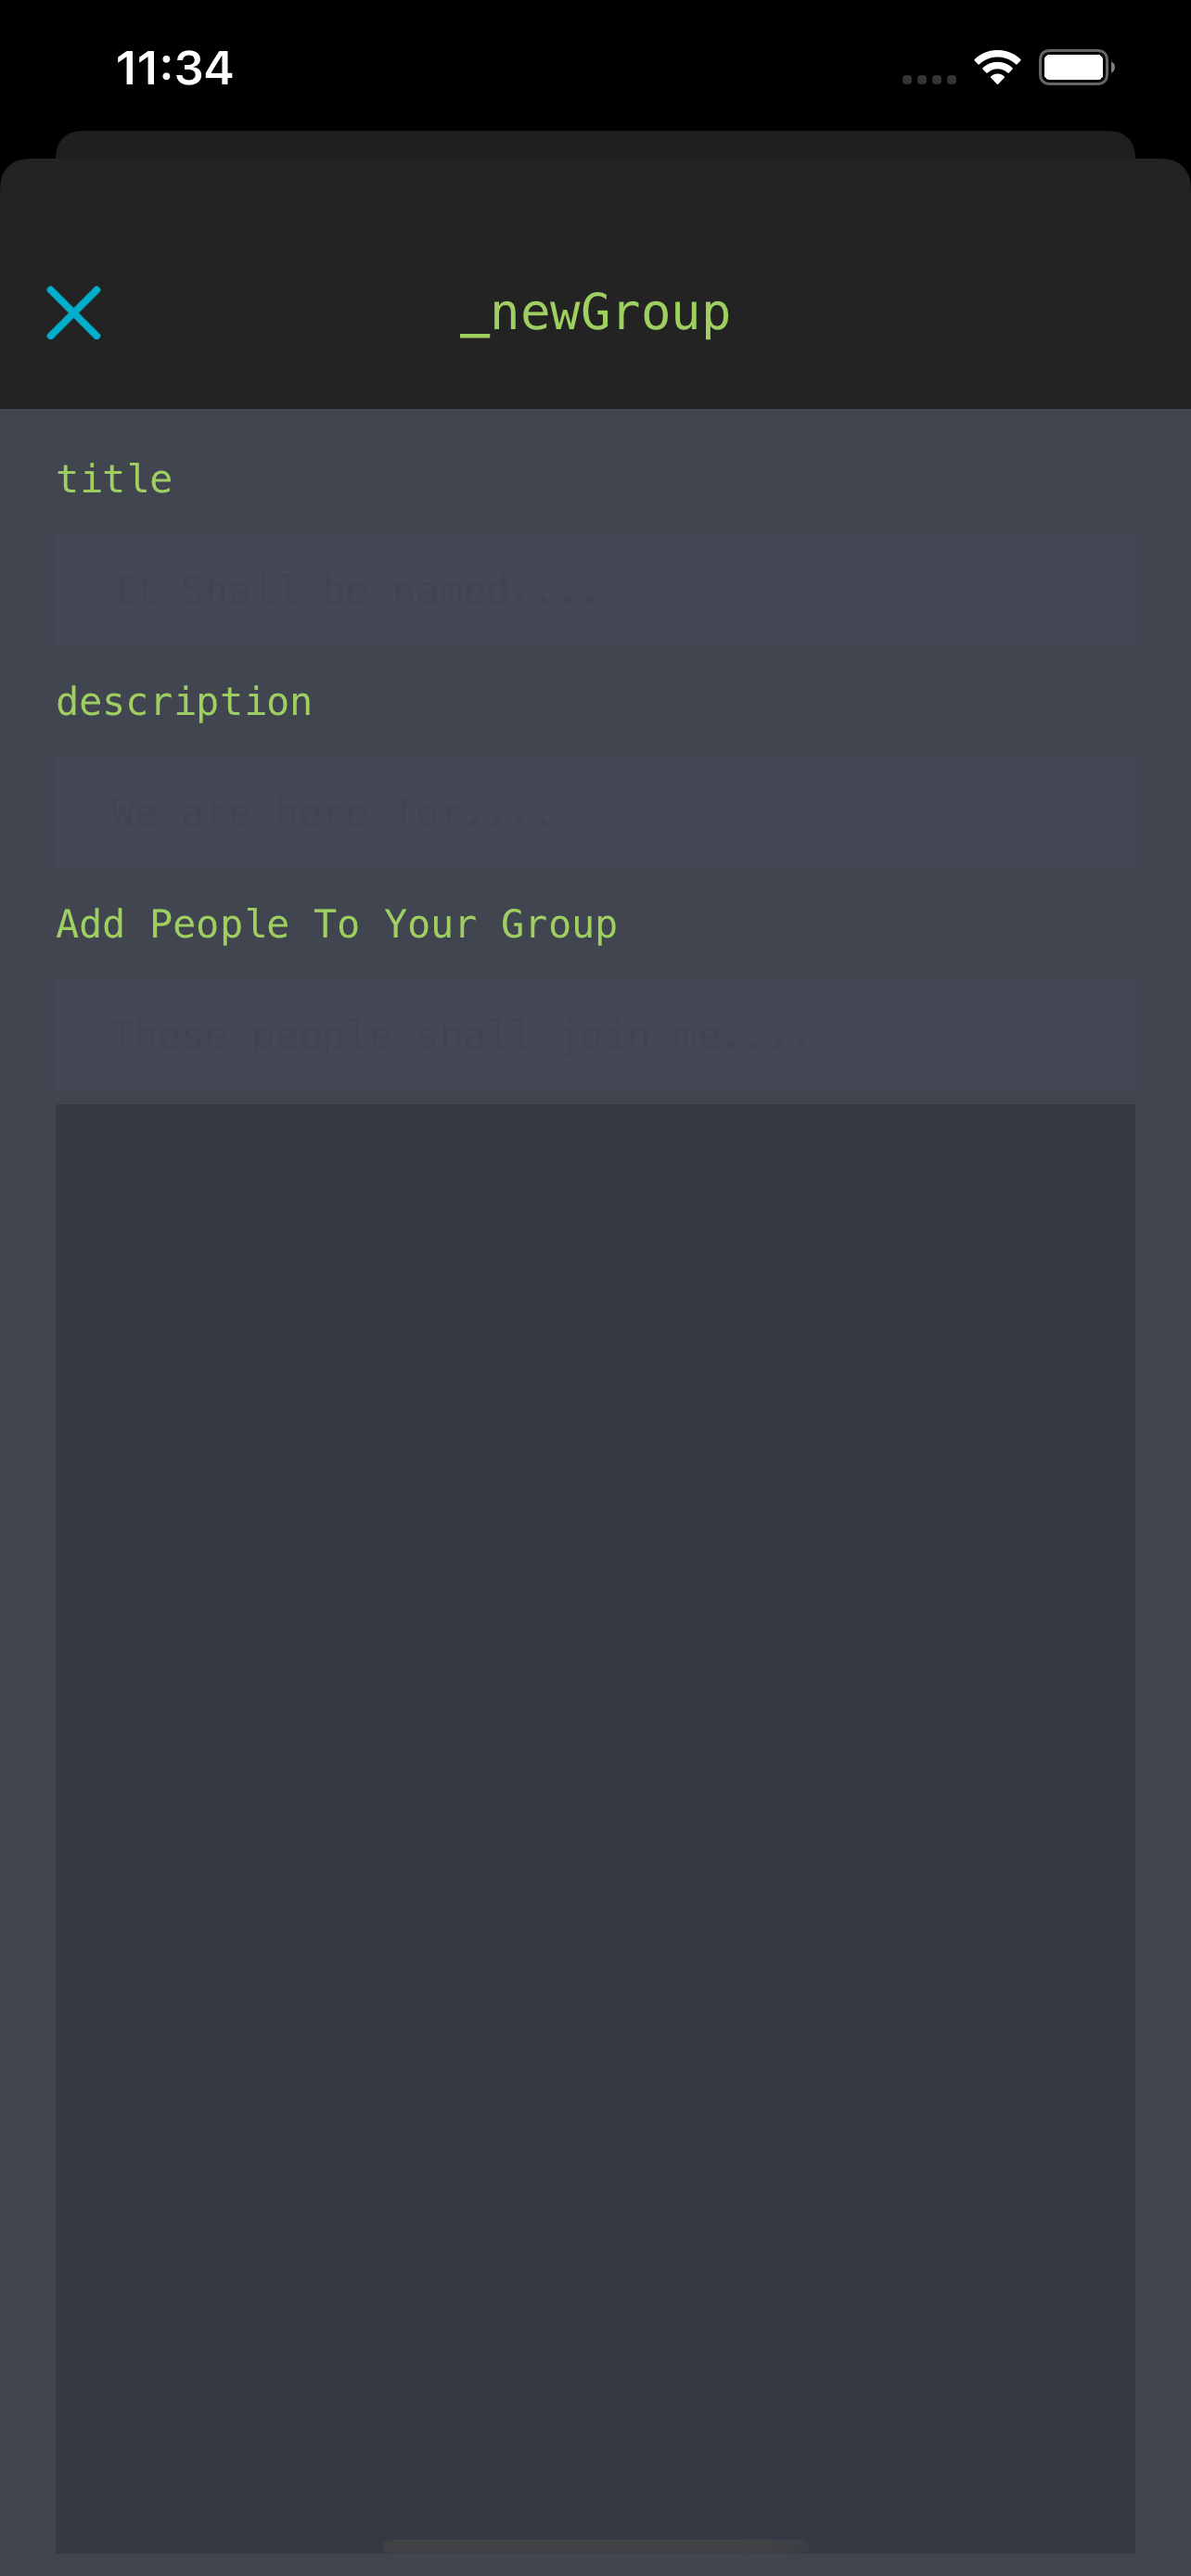 11:34
_newGroup
title
It Shall be named....
description
We are here for....
Add People To Your Group
These people shall join me....